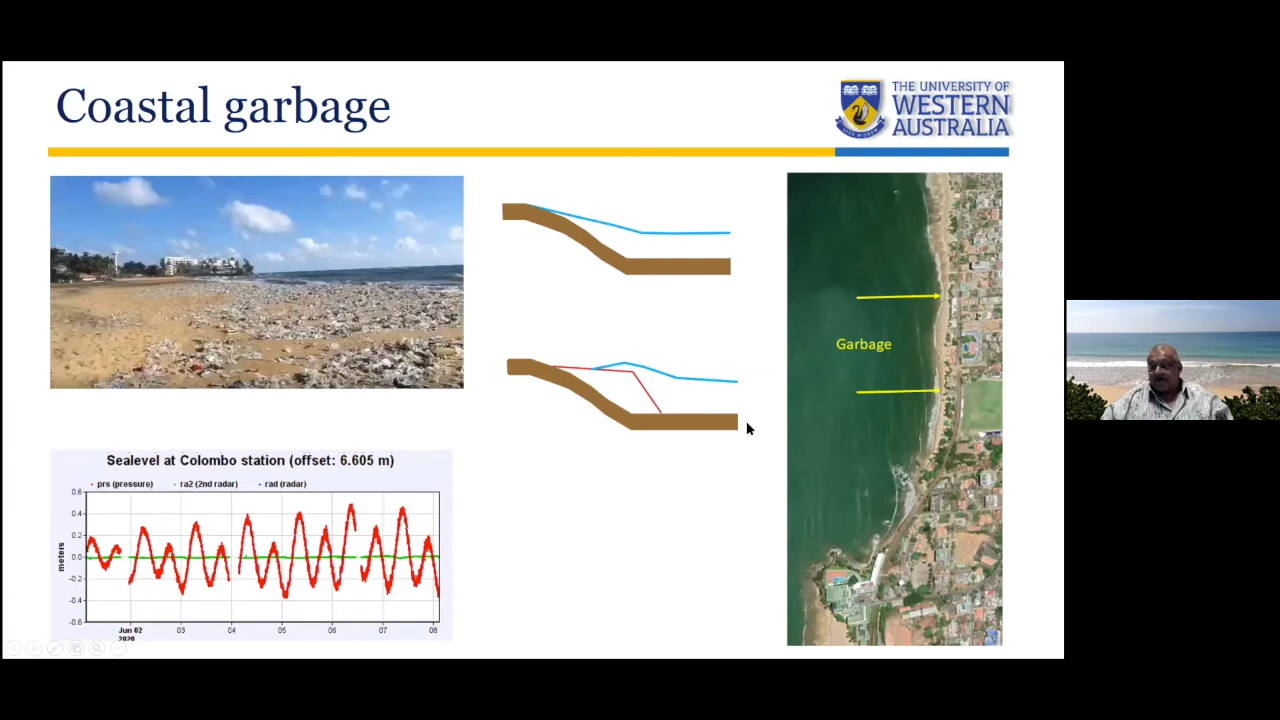 Coastal garbage
THE UNIVERSITY OF
WESTERN
AUSTRALIA
Garbage
Sealevel at Colombo station (offset: 6.605 m)
prs (pressure) ra2 (2nd radar) rad (radar)
0.6
0.4
0.2
0.0
-0.2
-0.4
-0.6
meters
Jun 02 03 04 05 06 07 08
2020